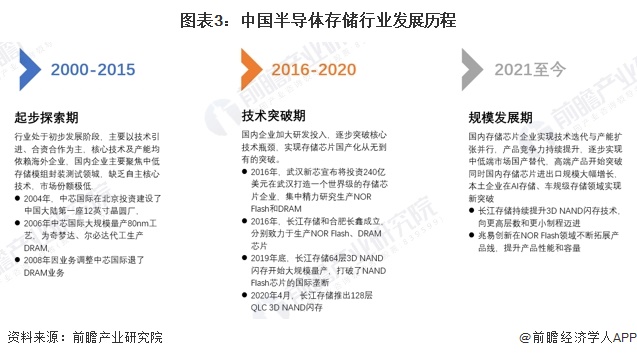 图表3：中国半导体存储行业发展历程
2000-2015
起步探索期
行业处于初步发展阶段，主要以技术引
进、合资合作为主，核心技术及产能均
依赖海外企业，国内企业主要聚焦中低
存储模组封装测试领域，缺乏自主核心
技术，市场份额极低
● 2004年，中芯国际在北京投资建设了
中国大陆第一座12英寸晶圆厂，
● 2006年中芯国际大规模量产80nm工
艺，为奇梦达、尔必达代工生产
DRAM,
● 2008年因业务调整中芯国际退了
DRAM业务
2016-2020
技术突破期
国内企业加大研发投入，逐步突破核心
技术瓶颈，实现存储芯片国产化从无到
有的突破。
● 2016年，武汉新芯宣布将投资240亿
美元在武汉打造一个世界级的存储芯
片企业，集中精力研究生产NOR
Flash和DRAM
● 2016年，长江存储和合肥长鑫成立，
分别致力于生产NOR Flash、DRAM
芯片
● 2019年底，长江存储64层3D NAND
闪存开始大规模量产，打破了NAND
Flash芯片的国际垄断
● 2020年4月，长江存储推出128层
QLC 3D NAND闪存
2021至今
规模发展期
国内存储芯片企业实现技术迭代与产能扩
张并行，产品竞争力持续提升，逐步实现
中低端市场国产替代，高端产品开始突破
同时国内存储芯片进出口规模大幅增长，
本土企业在AI存储、车规级存储领域实现
新突破
● 长江存储持续提升3D NAND闪存技术，
向更高层数和更小制程迈进
● 兆易创新在NOR Flash领域不断拓展产
品线，提升产品性能和容量
前瞻产业研究院
资料来源：前瞻产业研究院
@前瞻经济学人APP